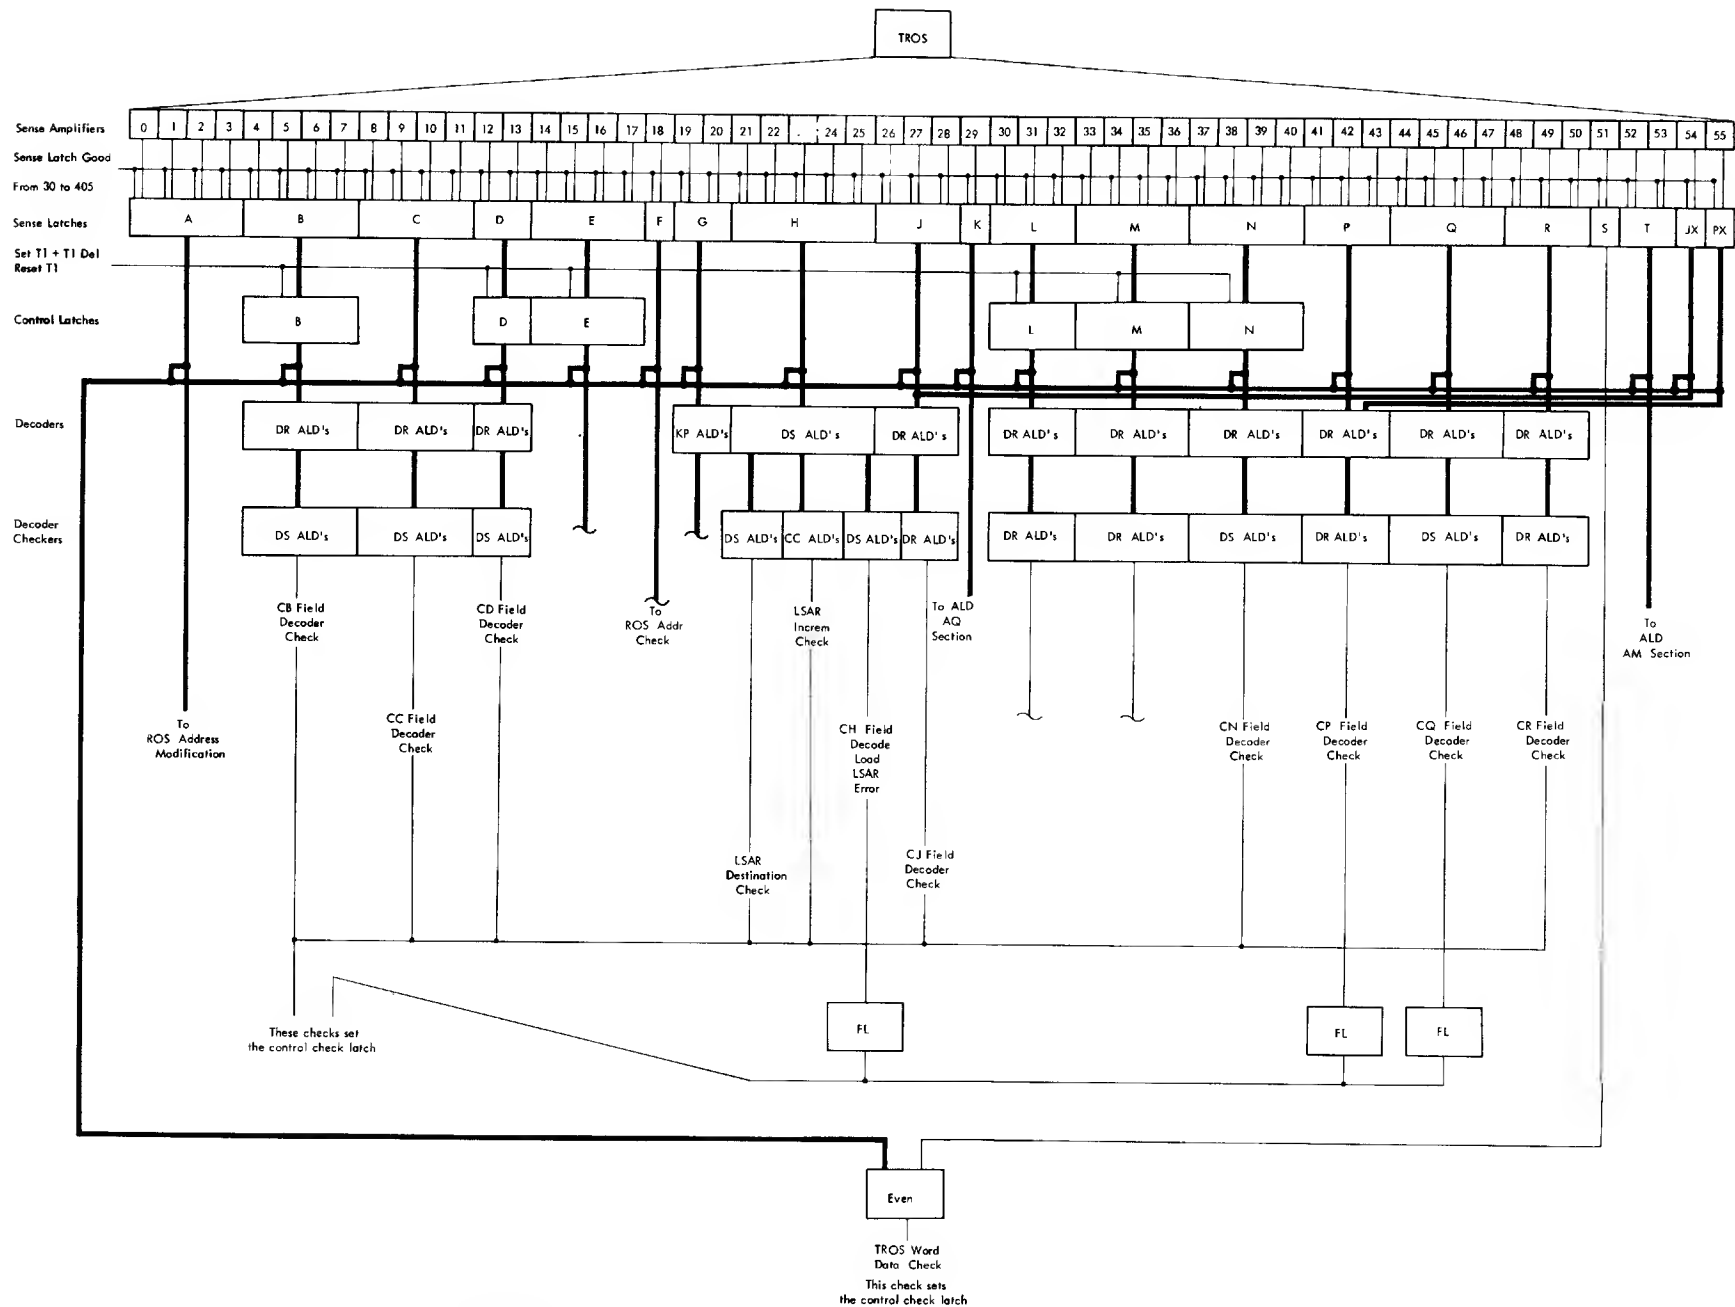 TROS
Sense Amplifiers 0 1 2 3 4 5 6 7 8 9 10 11 12 13 14 15 16 17 18 19 20 21 22 24 25 26 27 28 29 30 31 32 33 34 35 36 37 38 39 40 41 42 43 44 45 46 47 48 49 50 51 52 53 54 55
Sense Latch Good
From 30 to 405
Sense Latches A B C D E F G H J K L M N P Q R S T JX PX
Set T1 + T1 Del
Reset T1
Control Latches B D E L M N
Decoders DR ALD's DR ALD's DR ALD's KP ALD's DS ALD's DR ALD's DR ALD's DR ALD's DR ALD's DR ALD's DR ALD's DR ALD's
Decoder
Checkers
DS ALD's DS ALD's DS ALD's DS ALD's CC ALD's DS ALD's DR ALD's DR ALD's DR ALD's DS ALD's DR ALD's DS ALD's DR ALD's
CB Field
Decoder
Check
CD Field
Decoder
Check
To
ROS Addr
Check
LSAR
Increm
Check
To ALD
AQ
Section
To
ALD
AM Section
To
ROS Address
Modification
CC Field
Decoder
Check
CH Field
Decode
Load
LSAR
Error
CN Field
Decoder
Check
CP Field
Decoder
Check
CQ Field
Decoder
Check
CR Field
Decoder
Check
LSAR
Destination
Check
CJ Field
Decoder
Check
These checks set
the control check latch
FL FL FL
Even
TROS Word
Data Check
This check sets
the control check latch